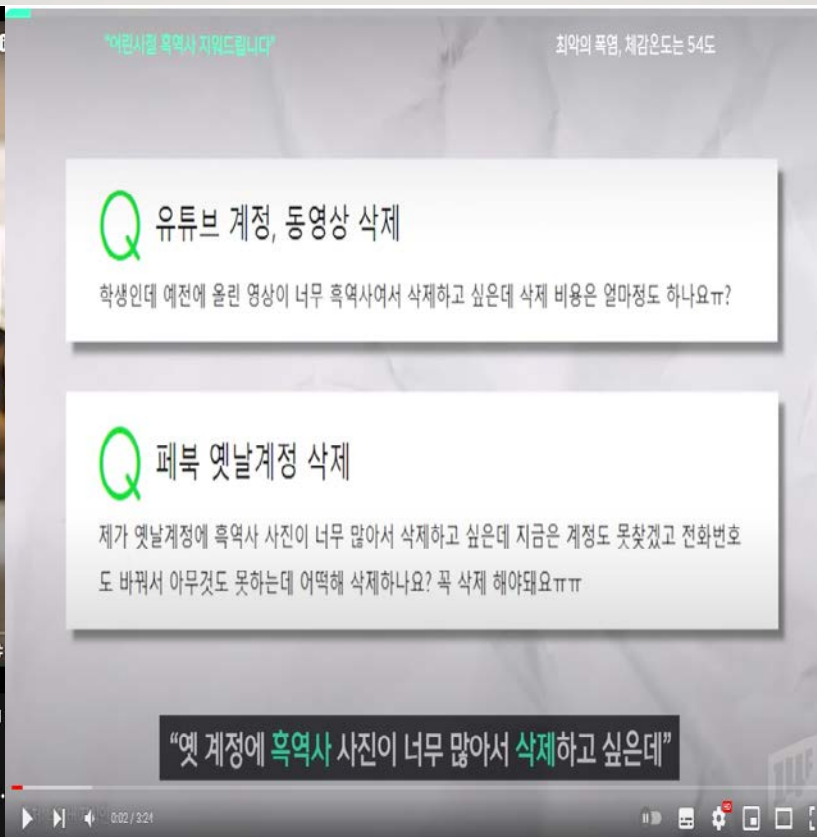 "어린시절 흑역사 지워드립니다"
최악의 폭염, 체감온도는 54도
Q 유튜브 계정, 동영상 삭제
학생인데 예전에 올린 영상이 너무 흑역사여서 삭제하고 싶은데 삭제 비용은 얼마정도 하나요ㅠ?
Q 페북 옛날계정 삭제
제가 옛날계정에 흑역사 사진이 너무 많아서 삭제하고 싶은데 지금은 계정도 못찾겠고 전화번호
도 바꿔서 아무것도 못하는데 어떡해 삭제하나요? 꼭 삭제 해야돼요ㅠㅠ
“옛 계정에 흑역사 사진이 너무 많아서 삭제하고 싶은데”
14F
0:02 / 3:24
HD